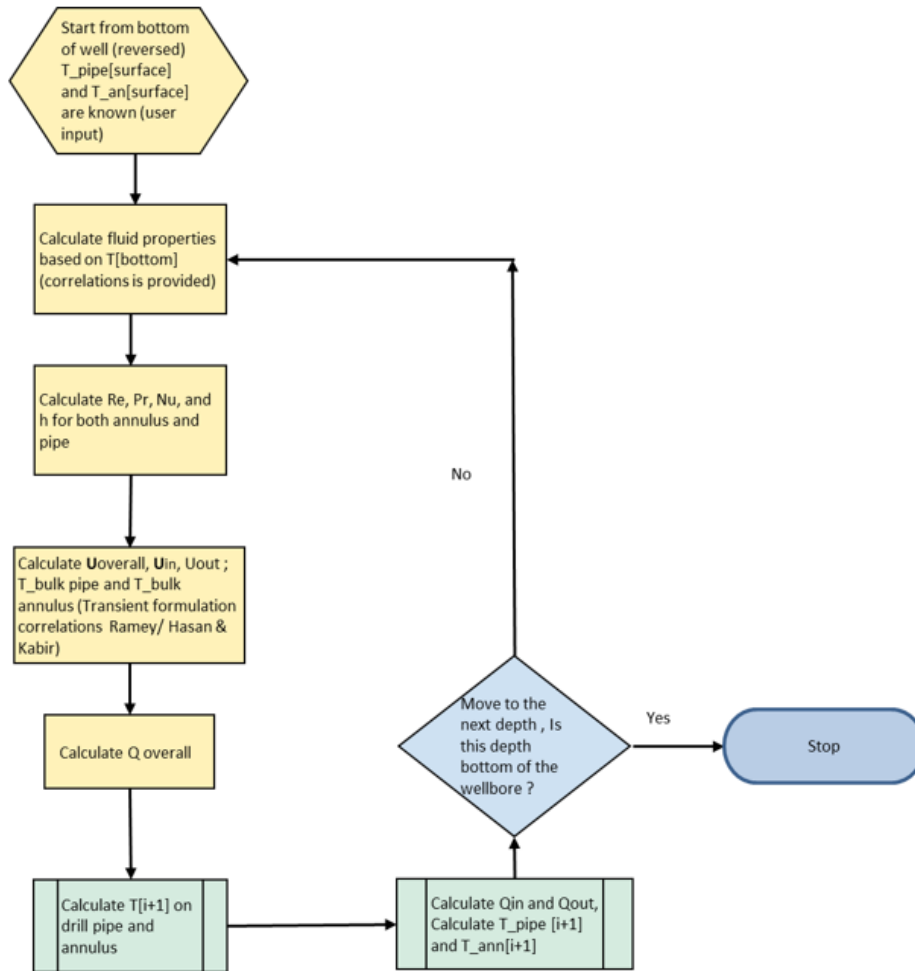 Start from bottom
of well (reversed)
T_pipe[surface]
and T_an[surface]
are known (user
input)
Calculate fluid properties
based on T[bottom]
(correlations is provided)
Calculate Re, Pr, Nu, and
h for both annulus and
pipe
Calculate Uoverall, Uin, Uout ;
T_bulk pipe and T_bulk
annulus (Transient formulation
correlations Ramey/ Hasan &
Kabir)
Calculate Q overall
Calculate T[i+1] on
drill pipe and
annulus
Calculate Qin and Qout,
Calculate T_pipe [i+1]
and T_ann[i+1]
Move to the
next depth , Is
this depth
bottom of the
wellbore ?
No
Yes
Stop